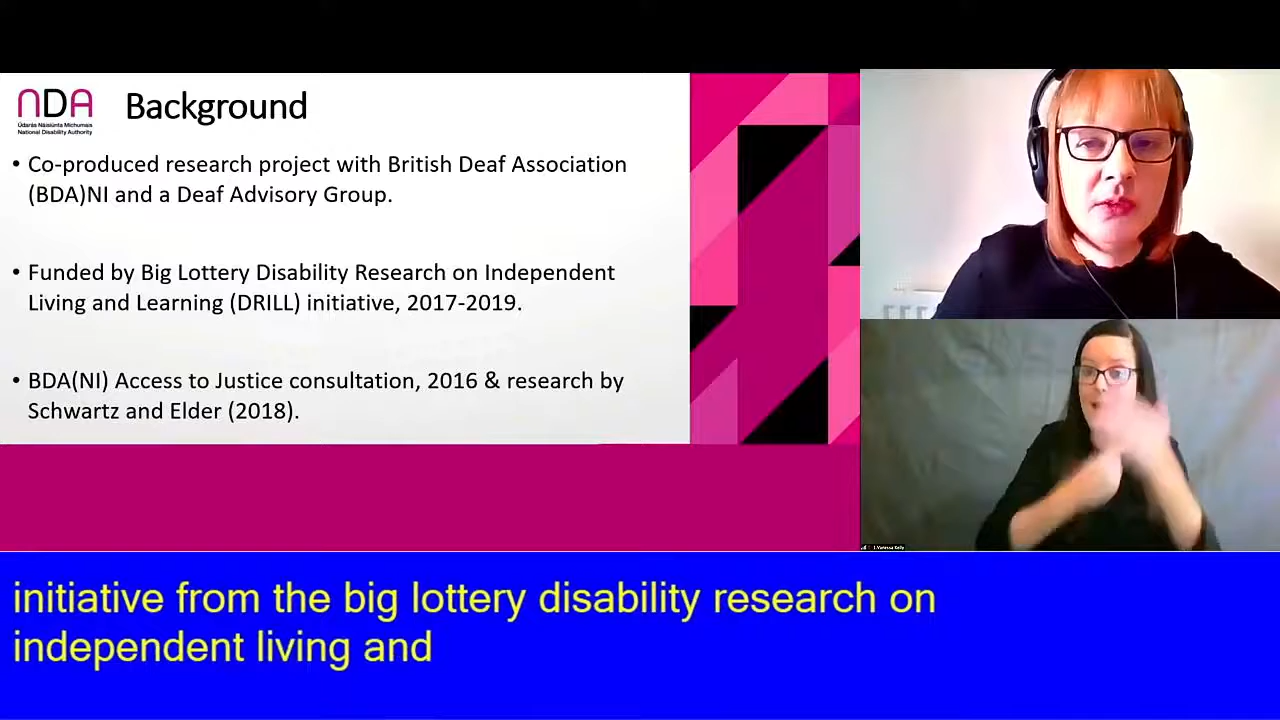 NDA
Údarás Náisiúnta Míchumais
National Disability Authority
Background
• Co-produced research project with British Deaf Association
(BDA)NI and a Deaf Advisory Group.
• Funded by Big Lottery Disability Research on Independent
Living and Learning (DRILL) initiative, 2017-2019.
• BDA(NI) Access to Justice consultation, 2016 & research by
Schwartz and Elder (2018).
Vanessa Kelly
initiative from the big lottery disability research on
independent living and